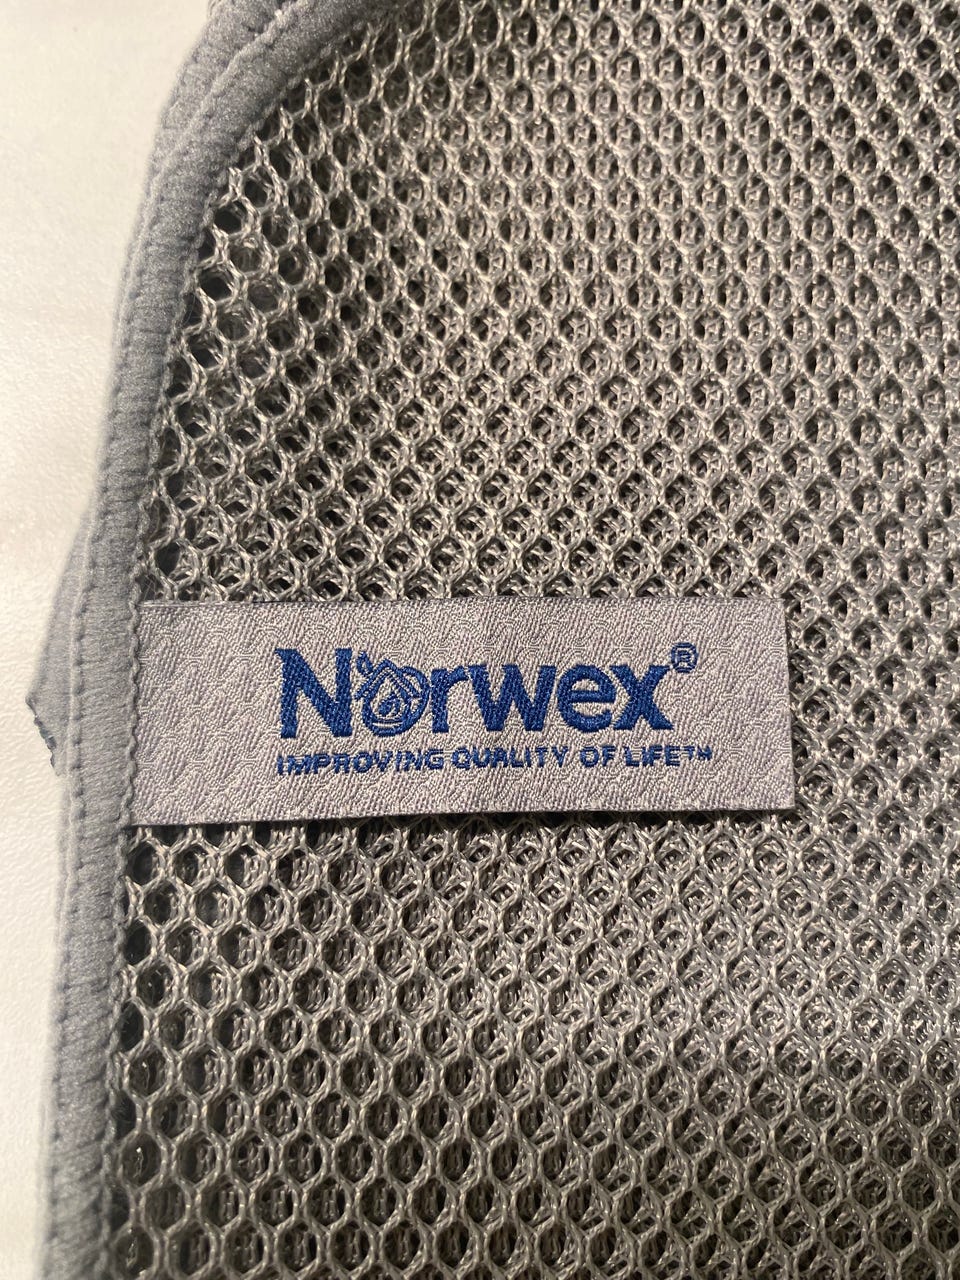 Norwex®
IMPROVING QUALITY OF LIFE™